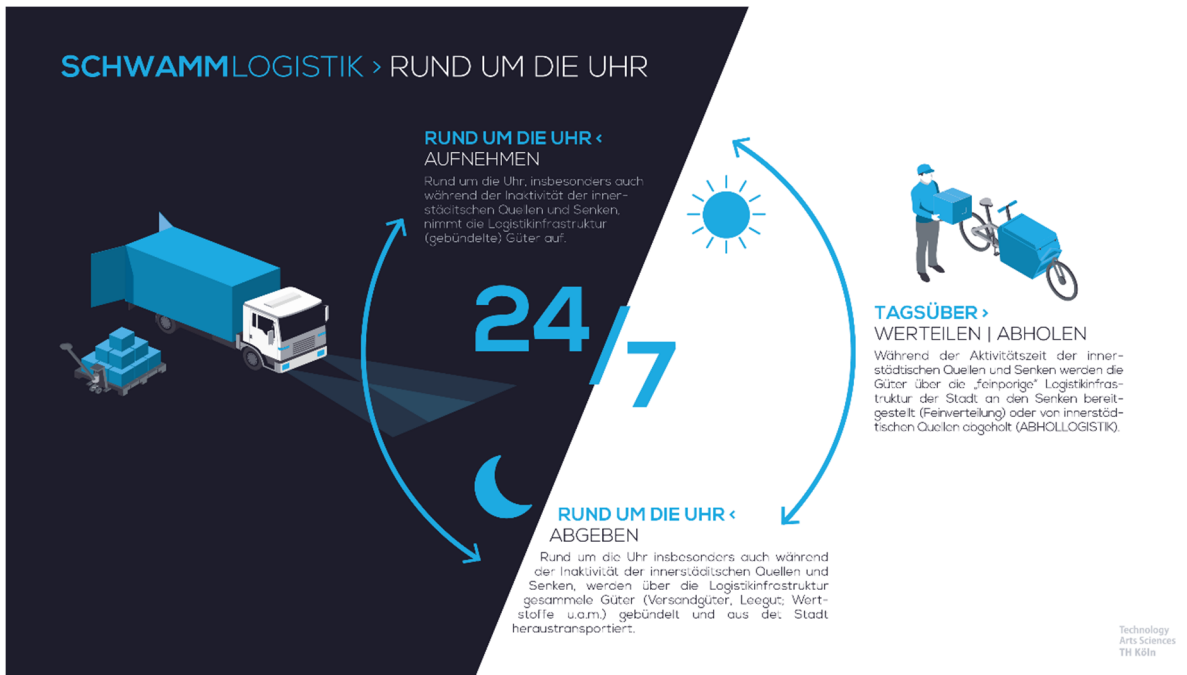 SCHWAMMLOGISTIK > RUND UM DIE UHR
RUND UM DIE UHR <
AUFNEHMEN
Rund um die Uhr, insbesonders auch
während der Inaktivität der inner-
städitschen Quellen und Senken,
nimmt die Logistikinfrastruktur
(gebündelte) Güter auf.
24/7
TAGSÜBER >
WERTEILEN | ABHOLEN
Während der Aktivitätszeit der inner-
städtischen Quellen und Senken werden die
Güter über die „feinporige" Logistikinfras-
truktur der Stadt an den Senken bereit-
gestellt (Feinverteilung) oder von innerstäd-
tischen Quellen abgeholt (ABHOLLOGISTIK).
RUND UM DIE UHR <
ABGEBEN
Rund um die Uhr insbesonders auch während
der Inaktivität der innerstäditschen Quellen und
Senken, werden über die Logistikinfrastruktur
gesammele Güter (Versandgüter, Leegut; Wert-
stoffe u.a.m.) gebündelt und aus det Stadt
heraustransportiert.
Technology
Arts Sciences
TH Köln